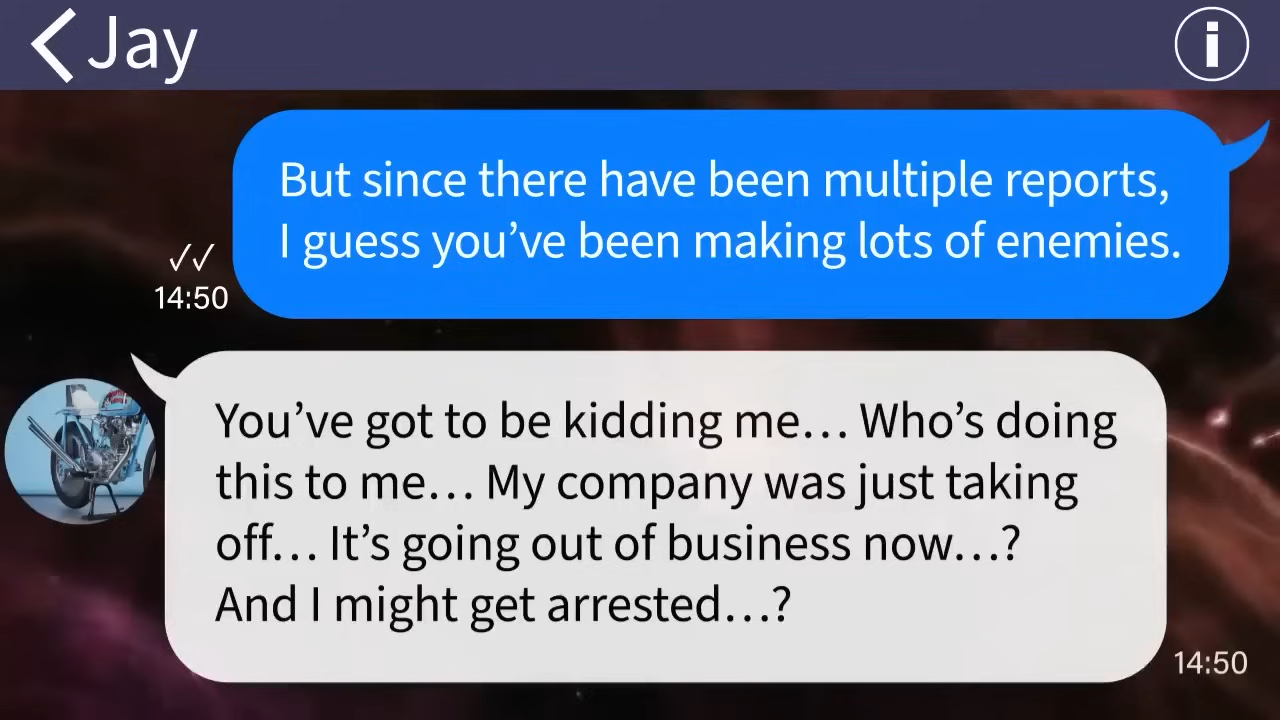 Jay
i
But since there have been multiple reports,
I guess you’ve been making lots of enemies.
✓✓
14:50
You’ve got to be kidding me… Who’s doing
this to me… My company was just taking
off… It’s going out of business now…?
And I might get arrested…?
14:50